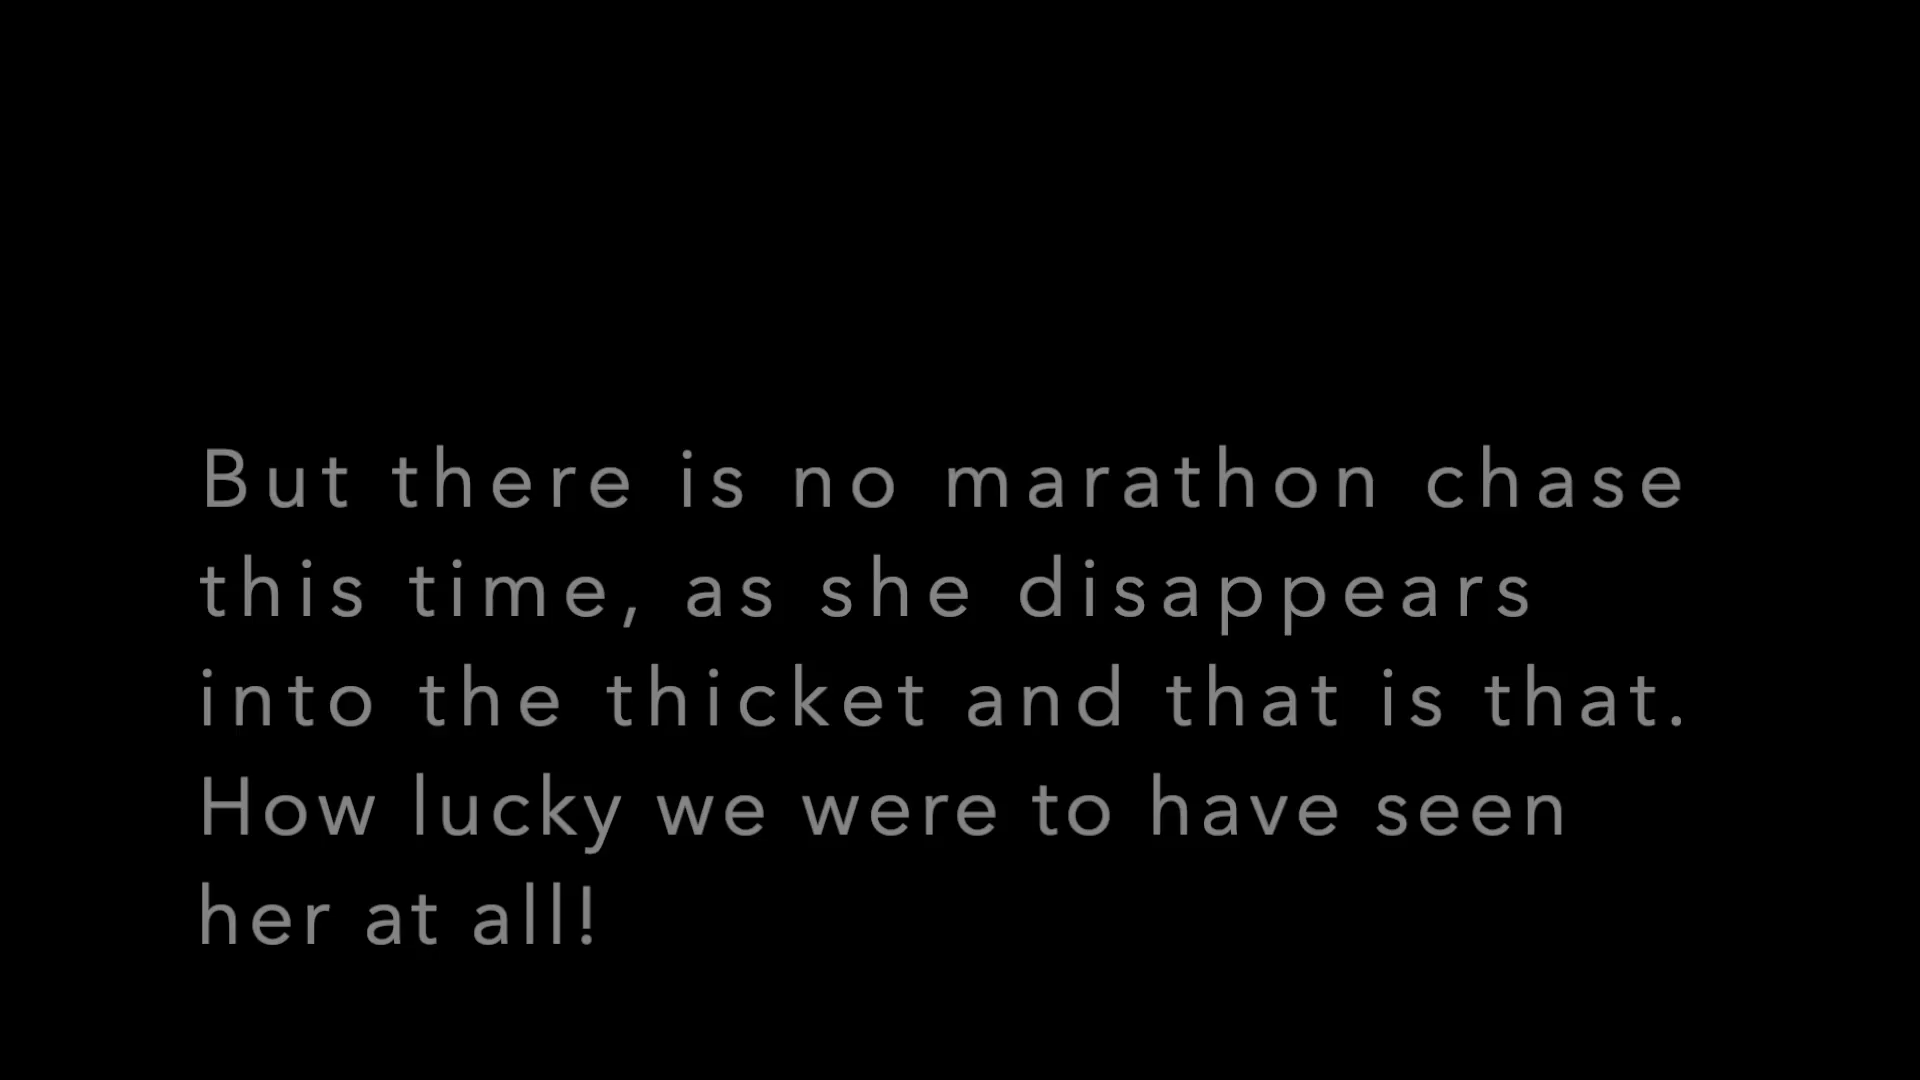 But there is no marathon chase
this time, as she disappears
into the thicket and that is that.
How lucky we were to have seen
her at all!